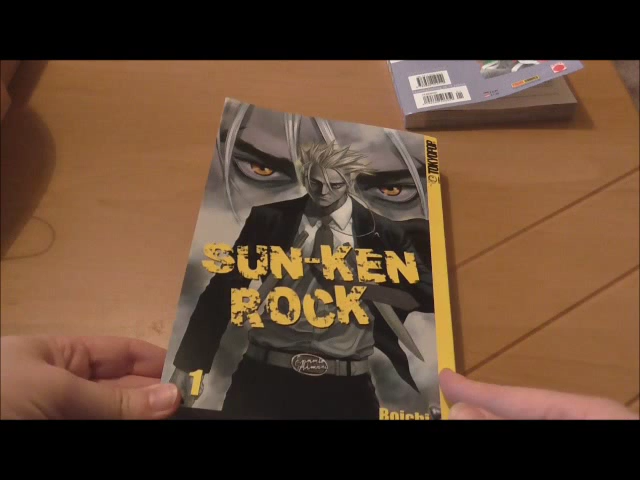 TOKYOPOP
SUN-KEN
ROCK
1
Boichi